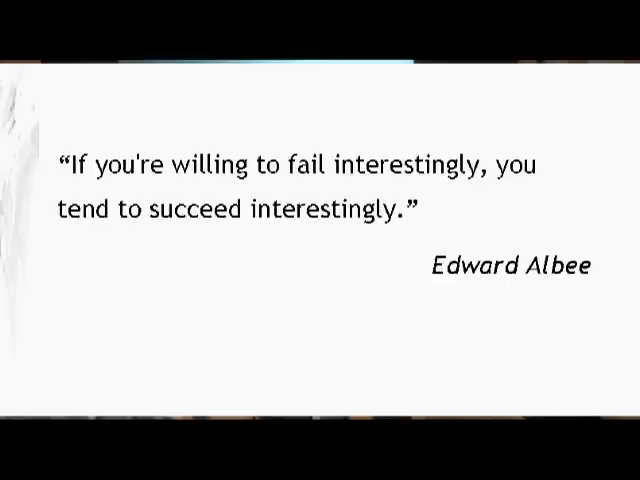 “If you're willing to fail interestingly, you
tend to succeed interestingly.”
Edward Albee